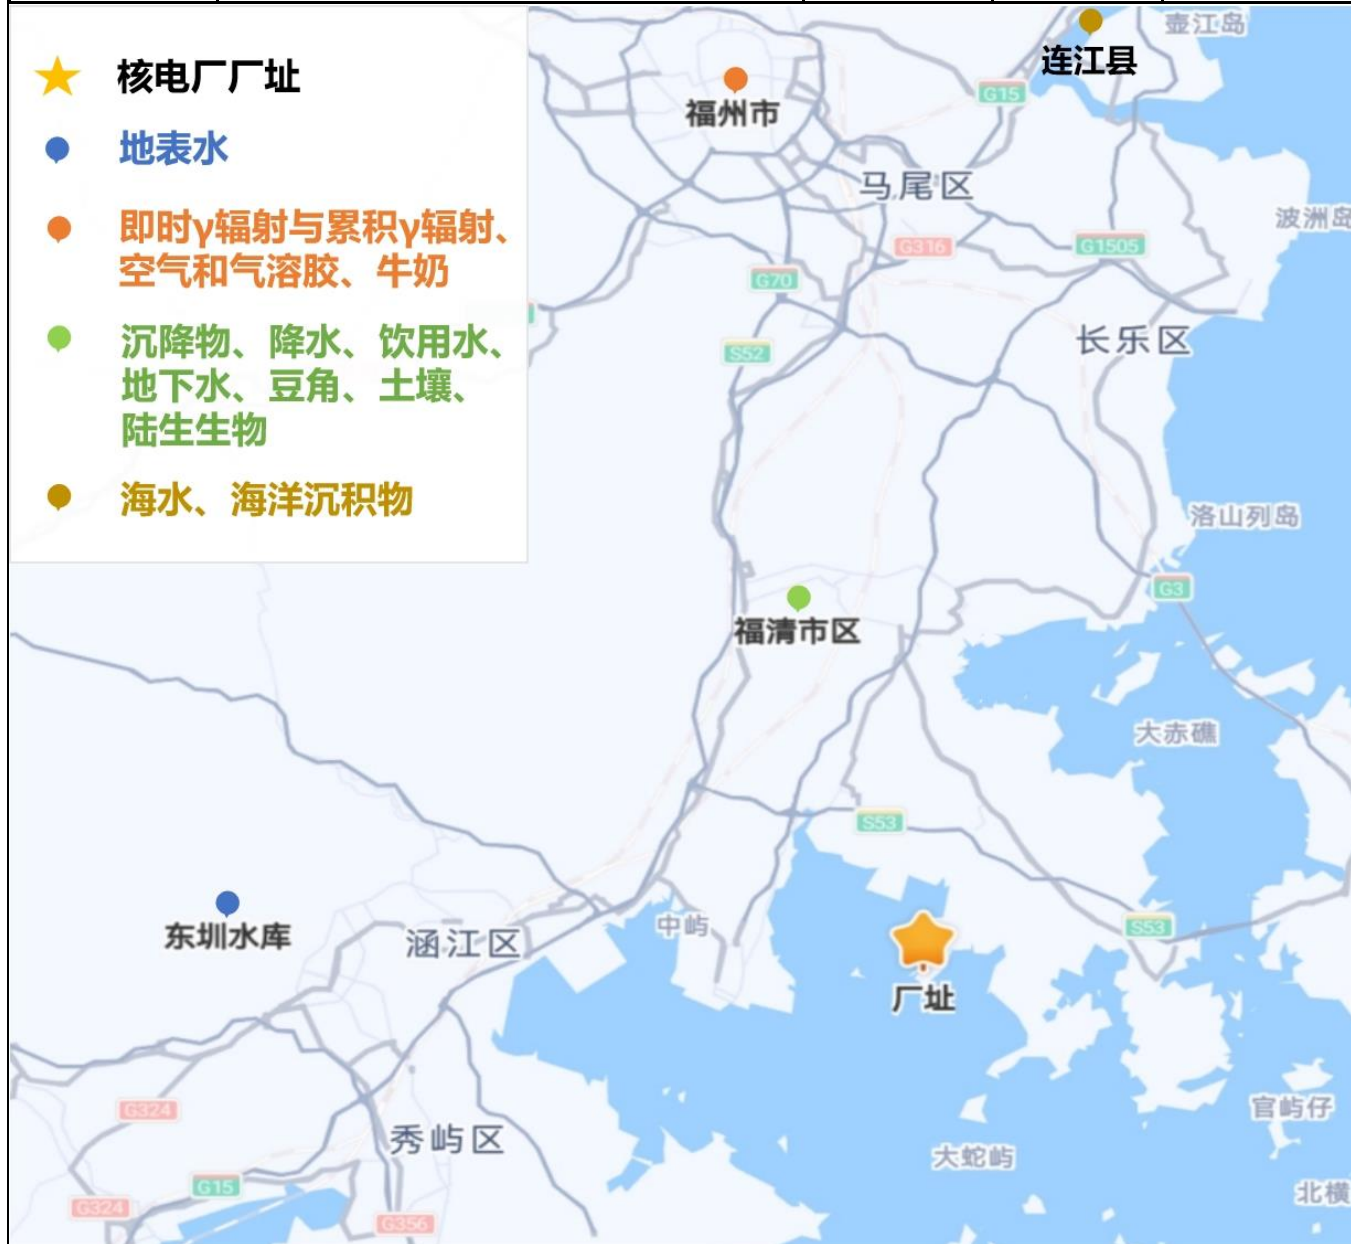 核电厂厂址
地表水
即时γ辐射与累积γ辐射、
空气和气溶胶、牛奶
沉降物、降水、饮用水、
地下水、豆角、土壤、
陆生生物
海水、海洋沉积物
壶江岛
连江县
G15
福州市
马尾区
波洲岛
G316
G1505
G70
长乐区
S52
洛山列岛
G3
福清市区
大赤礁
S53
中屿
S53
东圳水库
涵江区
厂址
G324
官屿仔
秀屿区
大蛇屿
G15
北横
G324
G356